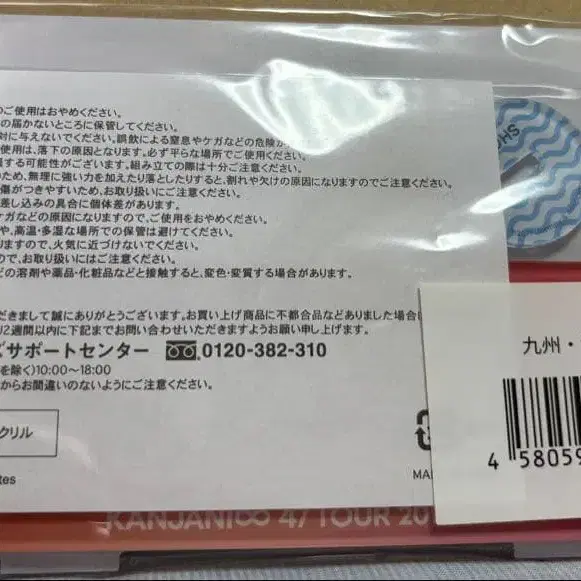 のご使用はおやめください。
の届かないところに保管してください。
対に与えないでください。誤飲による窒息やケガなどの危険が
使用は、落下の原因となります。必ず平らな場所でご使用ください。
する可能性がございます。組み立ての際は十分ご注意ください。
ため、無理に強い力を加えたり落としたりすると、割れや欠けの原因になりますのでご注意ください。
傷がつきやすいため、お取り扱いにご注意ください。
差し込みの具合に個体差があります。
ケガなどの原因になりますので、ご使用をおやめください。
や、高温・多湿な場所での保管は避けてください。
ますので、火気に近づけないでください。
ので、お取り扱いにはご注意ください。
どの溶剤や薬品・化粧品などと接触すると、変色・変質する場合があります。
だきまして誠にありがとうございます。お買い上げ商品に不都合品などありました場合
り2週間以内に下記までお問い合わせいただきますようお願い申し上げます。
ズサポートセンター 0120-382-310
を除く)10:00〜18:00
からお間違いのないようにご注意ください。
クリル
tes
MA
九州・
4 58059
KANJANI∞ 47 TOUR 20